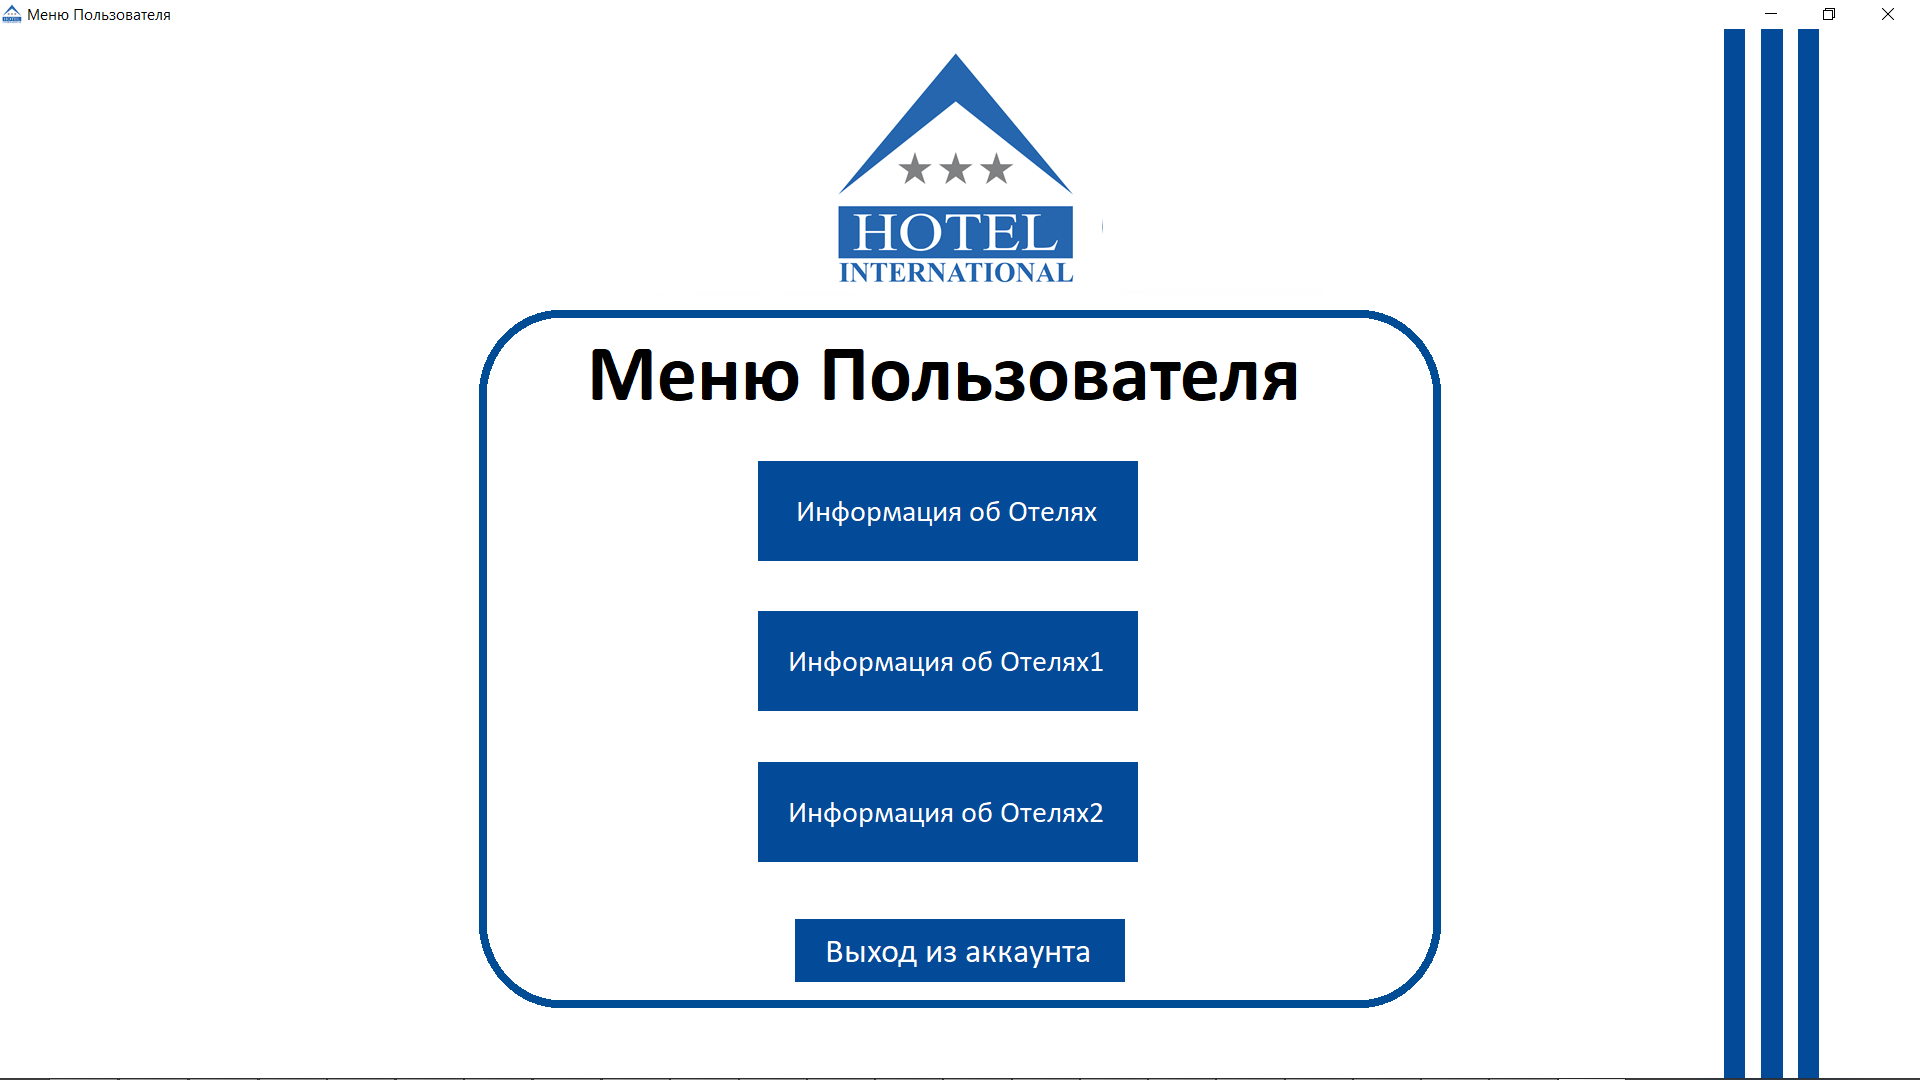 Меню Пользователя
HOTEL
INTERNATIONAL
Меню Пользователя
Информация об Отелях
Информация об Отелях1
Информация об Отелях2
Выход из аккаунта